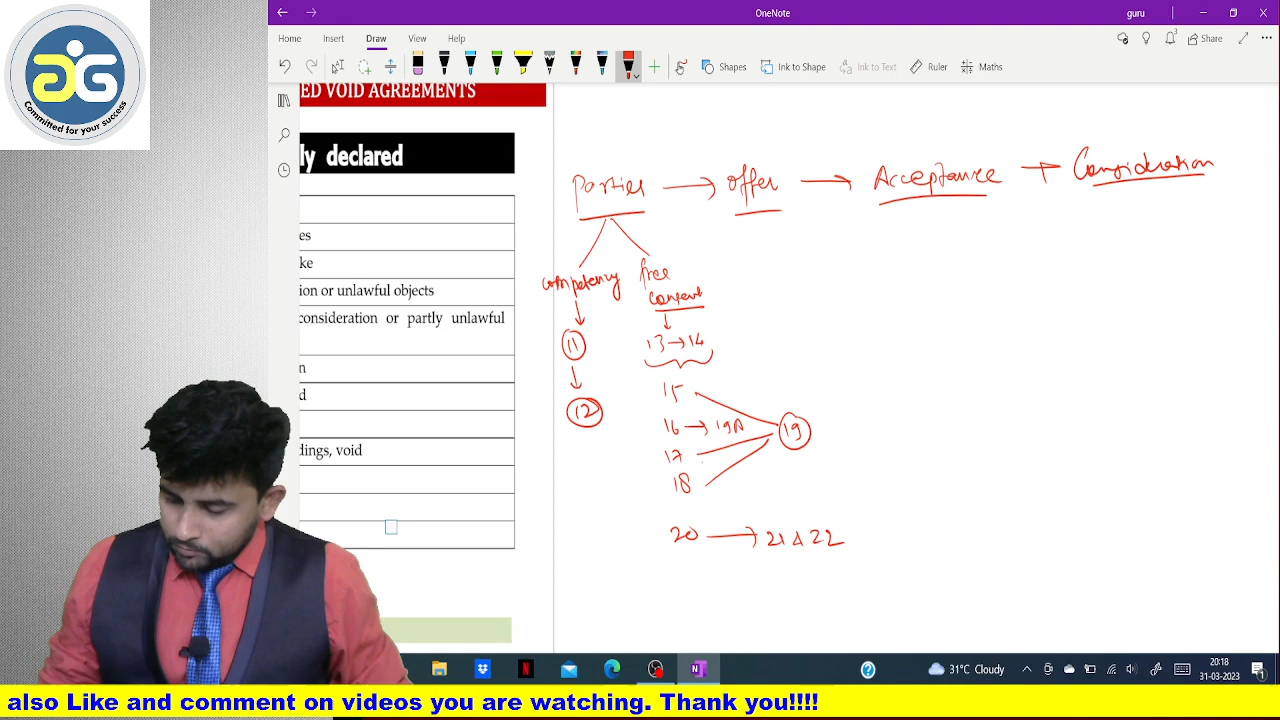 OneNote
guru
Home Insert Draw View Help
Share
Shapes Ink to Shape Ink to Text Ruler Maths
GG
Committed for your success
ED VOID AGREEMENTS
ly declared
es
ke
ion or unlawful objects
consideration or partly unlawful
n
d
dings, void
Parties → offer → Acceptance → Consideration
competency free
consent
11 13 → 14
12 15
16 → 19A 19
17
18
20 → 21 & 22
31°C Cloudy
20:18
31-03-2023
also Like and comment on videos you are watching. Thank you!!!!